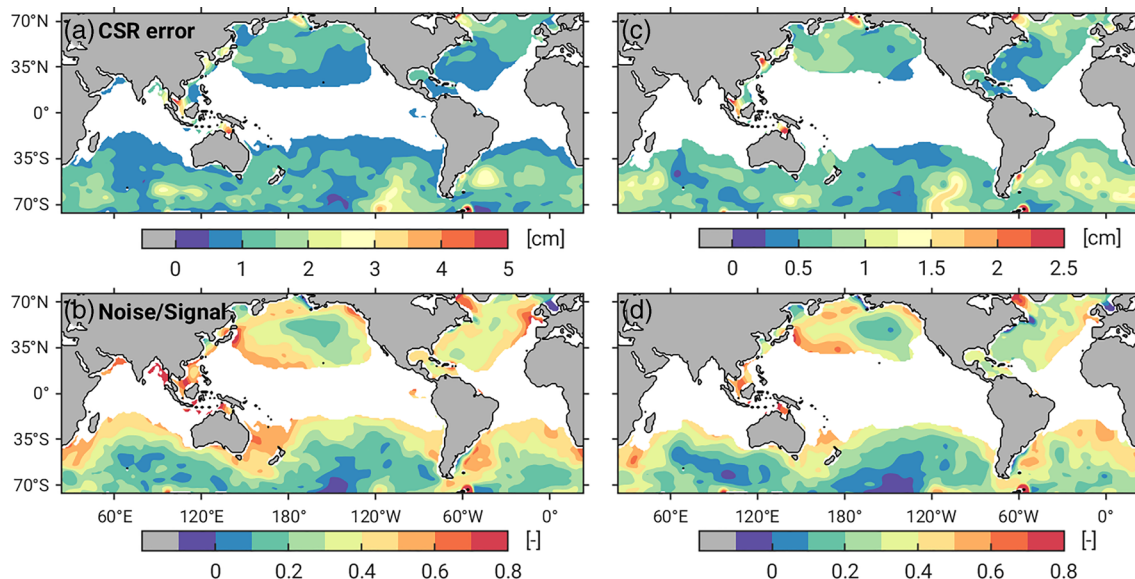 70°N
35°N
0°
35°S
70°S
(a) CSR error
(c)
0 1 2 3 4 5 [cm]
0 0.5 1 1.5 2 2.5 [cm]
70°N
35°N
0°
35°S
70°S
(b) Noise/Signal
(d)
60°E 120°E 180° 120°W 60°W 0°
60°E 120°E 180° 120°W 60°W 0°
0 0.2 0.4 0.6 0.8 [-]
0 0.2 0.4 0.6 0.8 [-]